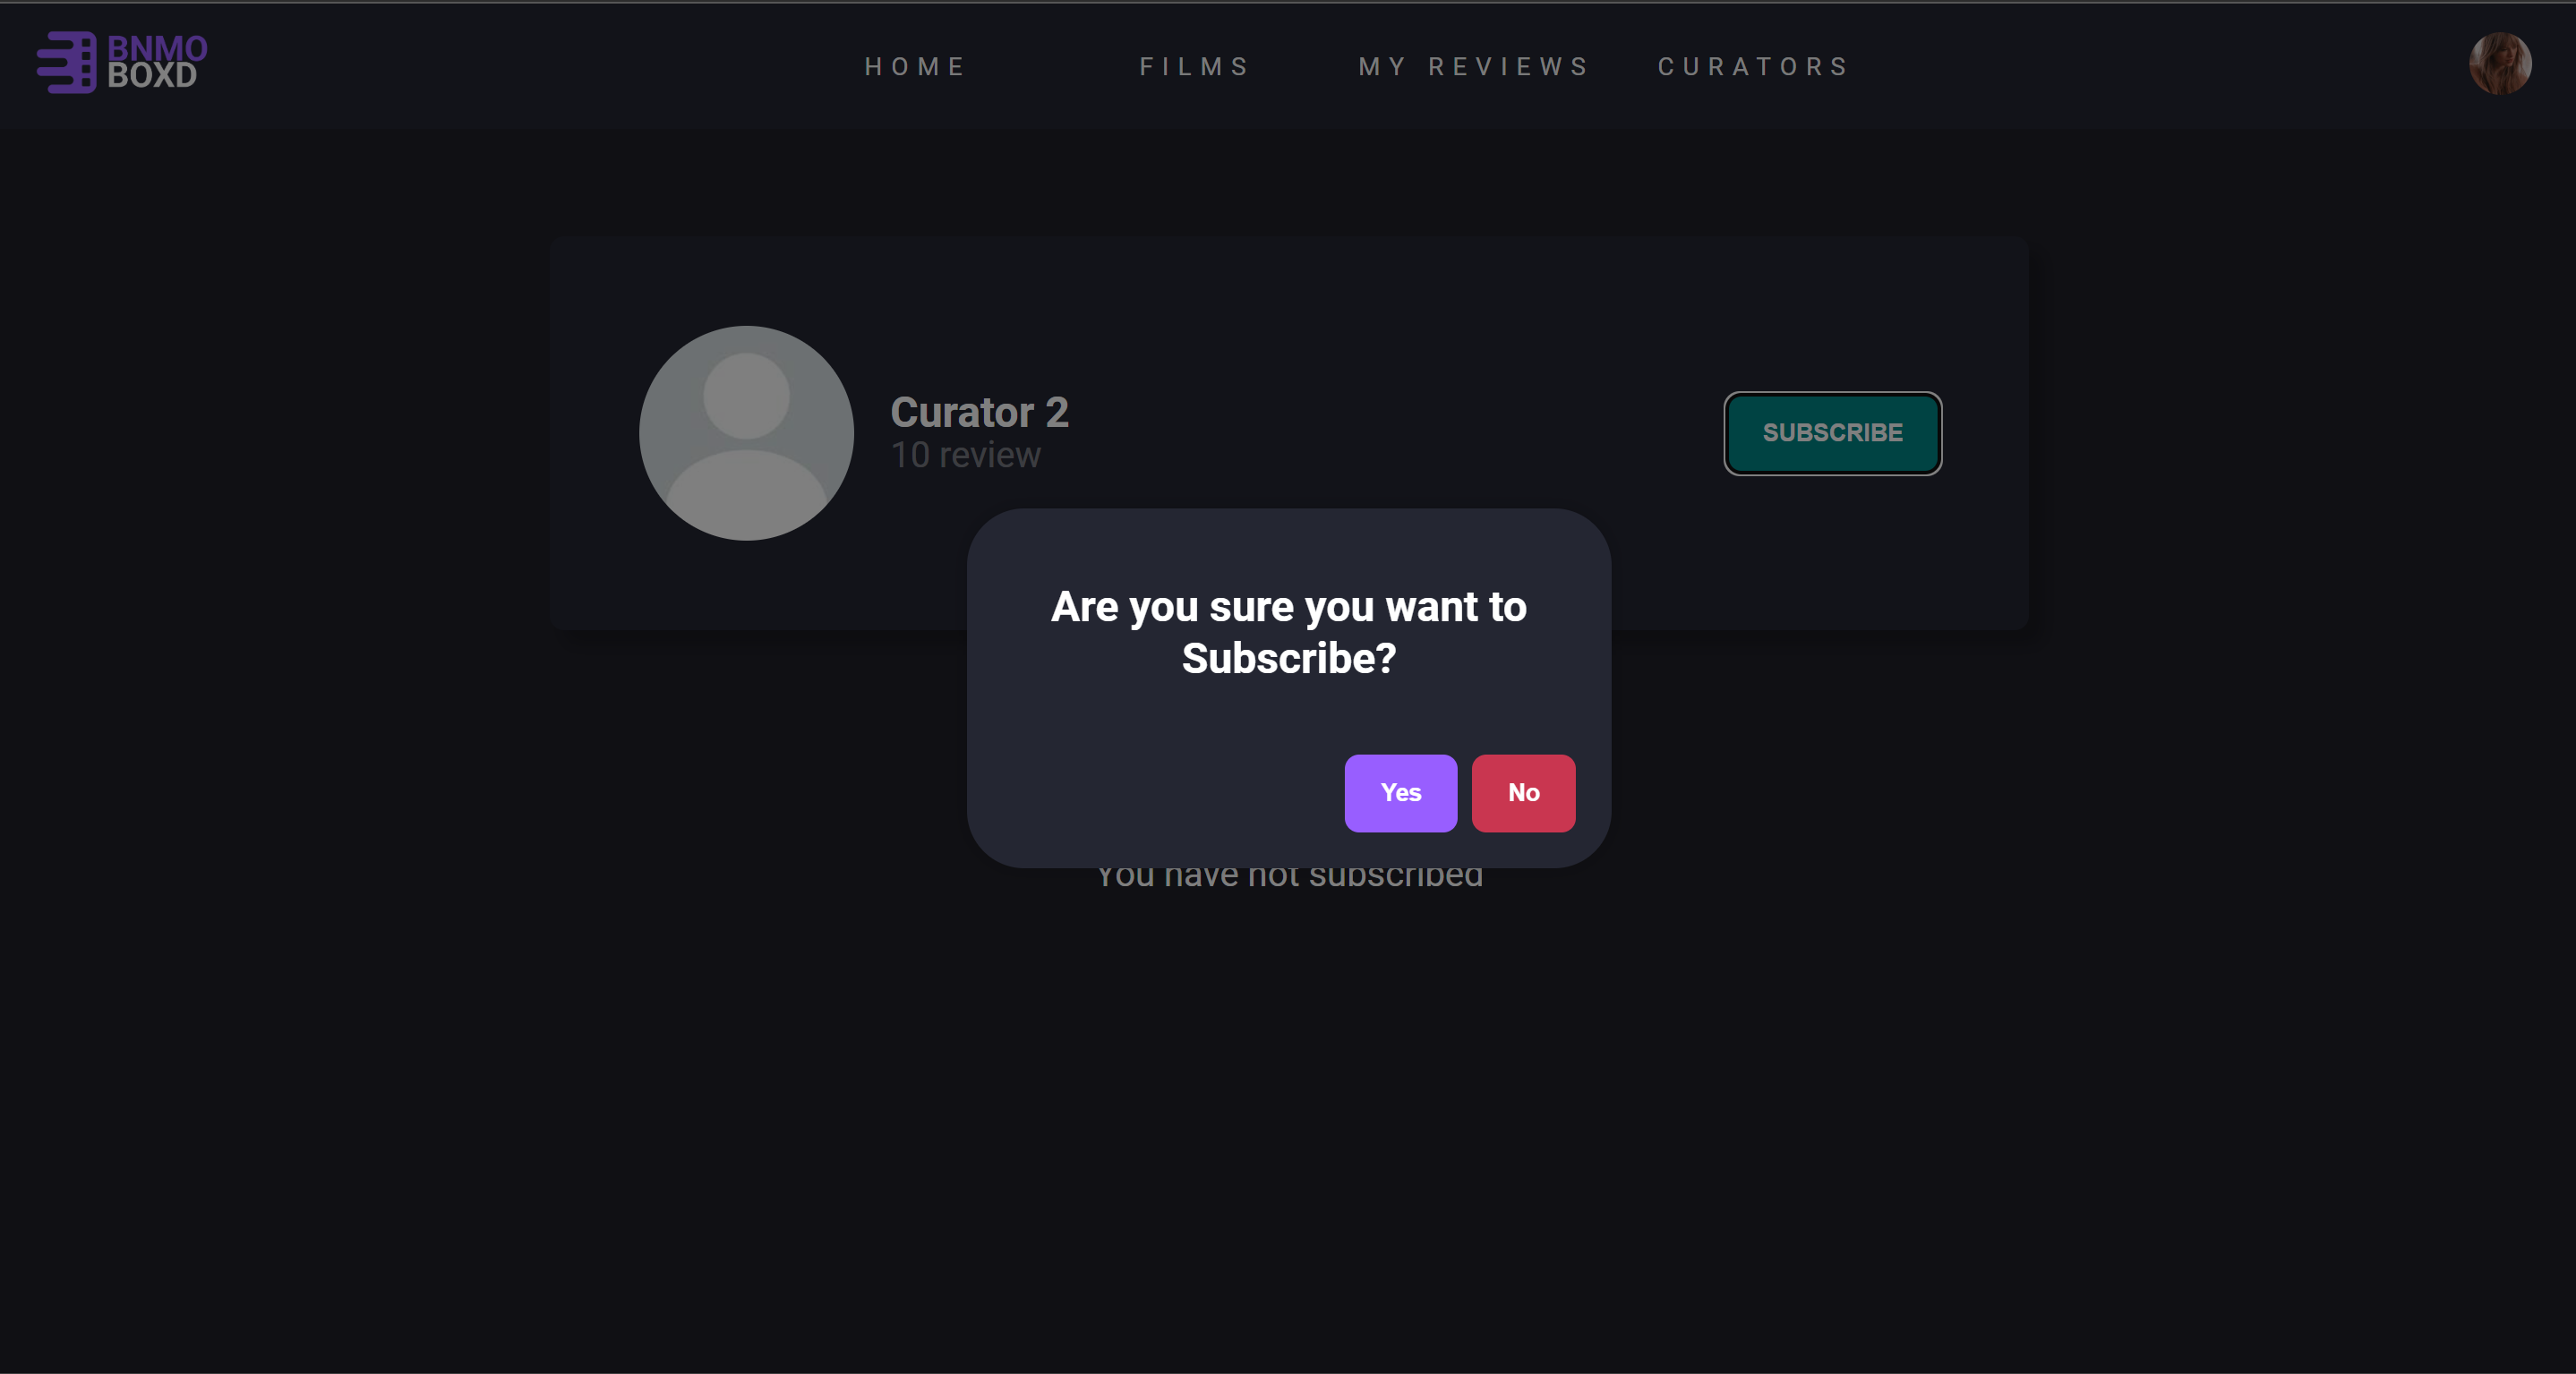 BNMO
BOXD
HOME FILMS MY REVIEWS CURATORS
Curator 2
10 review
SUBSCRIBE
Are you sure you want to
Subscribe?
Yes No
You have not subscribed